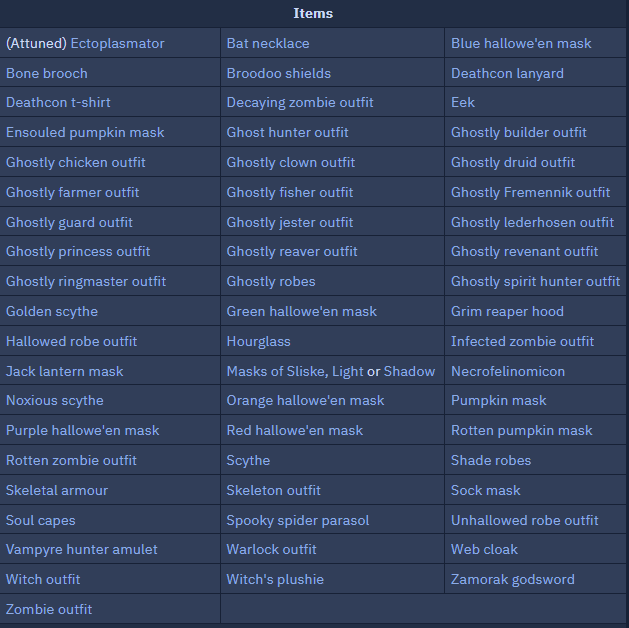 Items
(Attuned) Ectoplasmator Bat necklace Blue hallowe'en mask
Bone brooch Broodoo shields Deathcon lanyard
Deathcon t-shirt Decaying zombie outfit Eek
Ensouled pumpkin mask Ghost hunter outfit Ghostly builder outfit
Ghostly chicken outfit Ghostly clown outfit Ghostly druid outfit
Ghostly farmer outfit Ghostly fisher outfit Ghostly Fremennik outfit
Ghostly guard outfit Ghostly jester outfit Ghostly lederhosen outfit
Ghostly princess outfit Ghostly reaver outfit Ghostly revenant outfit
Ghostly ringmaster outfit Ghostly robes Ghostly spirit hunter outfit
Golden scythe Green hallowe'en mask Grim reaper hood
Hallowed robe outfit Hourglass Infected zombie outfit
Jack lantern mask Masks of Sliske, Light or Shadow Necrofelinomicon
Noxious scythe Orange hallowe'en mask Pumpkin mask
Purple hallowe'en mask Red hallowe'en mask Rotten pumpkin mask
Rotten zombie outfit Scythe Shade robes
Skeletal armour Skeleton outfit Sock mask
Soul capes Spooky spider parasol Unhallowed robe outfit
Vampyre hunter amulet Warlock outfit Web cloak
Witch outfit Witch's plushie Zamorak godsword
Zombie outfit